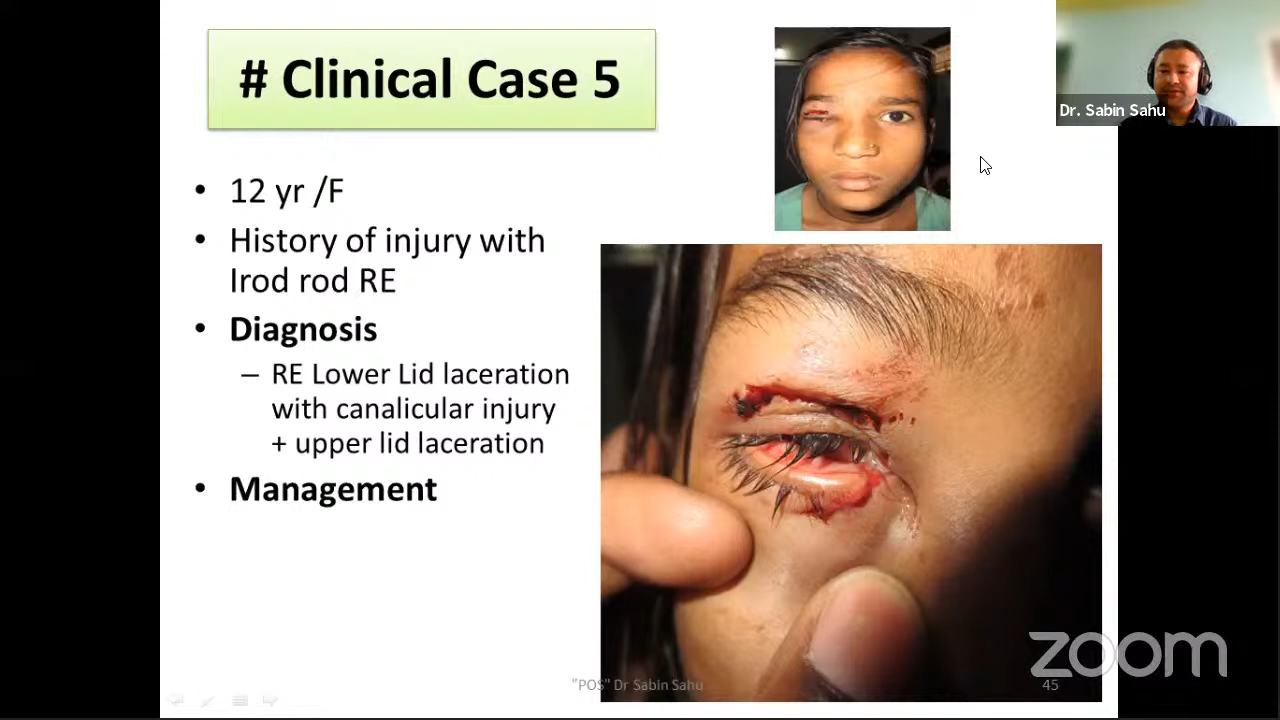 # Clinical Case 5
Dr. Sabin Sahu
• 12 yr /F
• History of injury with
Irod rod RE
• Diagnosis
– RE Lower Lid laceration
with canalicular injury
+ upper lid laceration
• Management
zoom
"POS" Dr Sabin Sahu
45